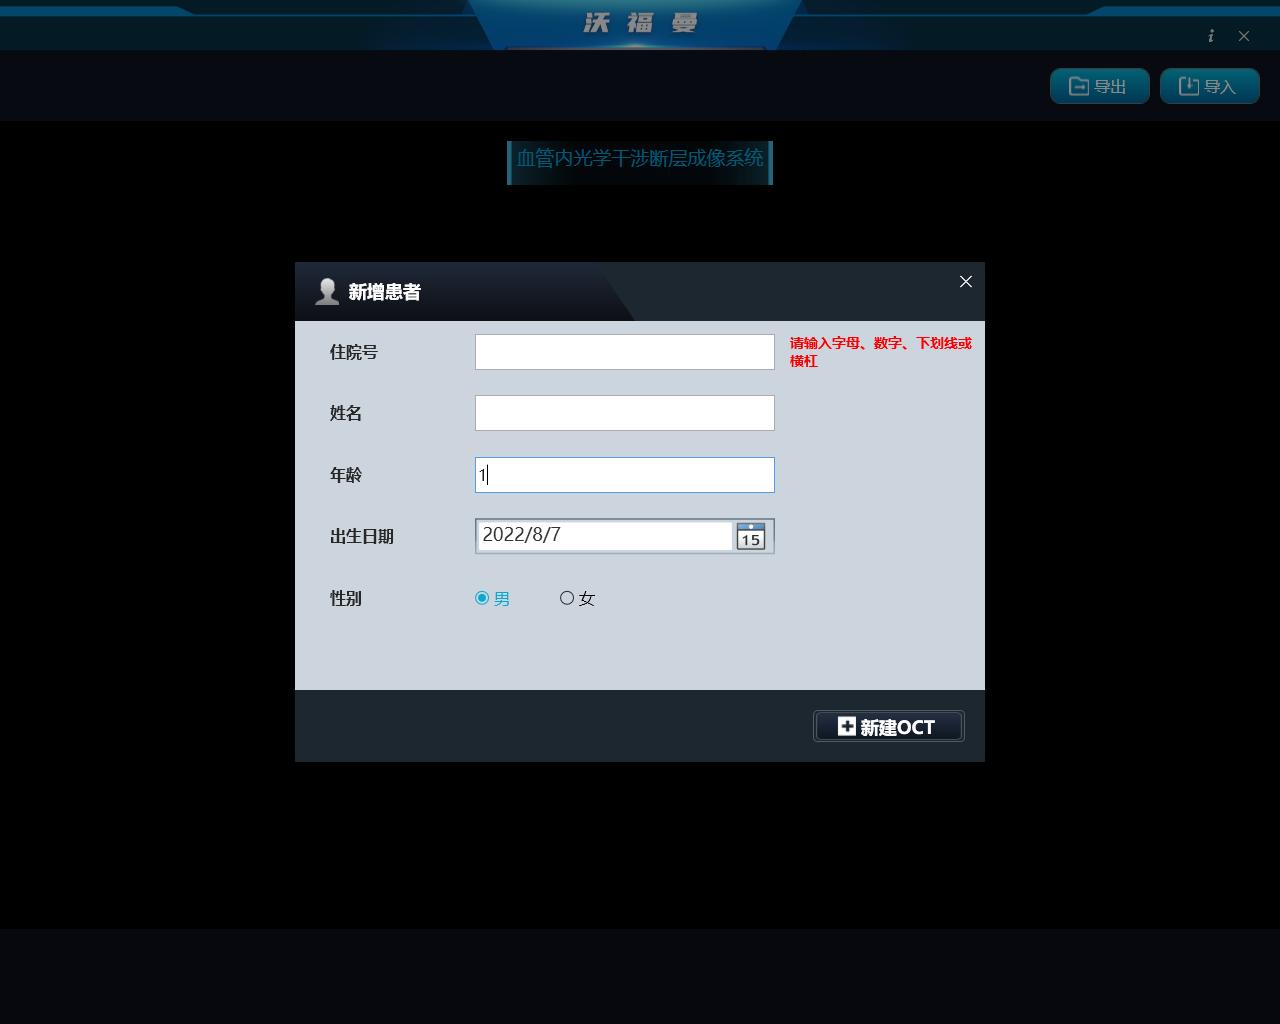 沃福曼
i
导出
导入
血管内光学干涉断层成像系统
新增患者
住院号
请输入字母、数字、下划线或
横杠
姓名
年龄
1
出生日期
2022/8/7
15
性别
男
女
新建OCT